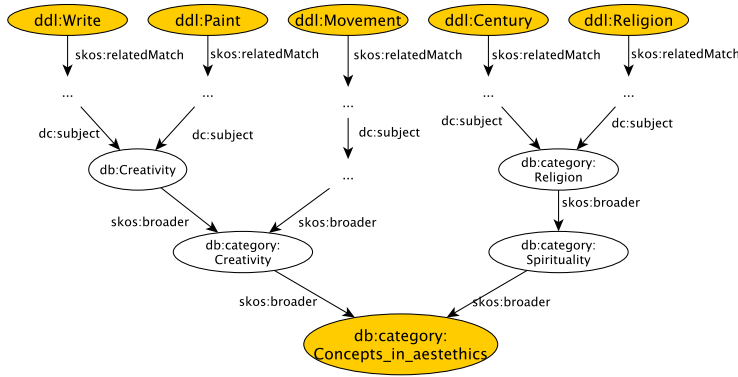 ddl:Write
ddl:Paint
ddl:Movement
ddl:Century
ddl:Religion
skos:relatedMatch
skos:relatedMatch
skos:relatedMatch
skos:relatedMatch
skos:relatedMatch
...
...
...
...
...
dc:subject
dc:subject
dc:subject
dc:subject
dc:subject
db:Creativity
...
db:category:
Religion
skos:broader
skos:broader
skos:broader
db:category:
Creativity
db:category:
Spirituality
skos:broader
skos:broader
db:category:
Concepts_in_aestethics